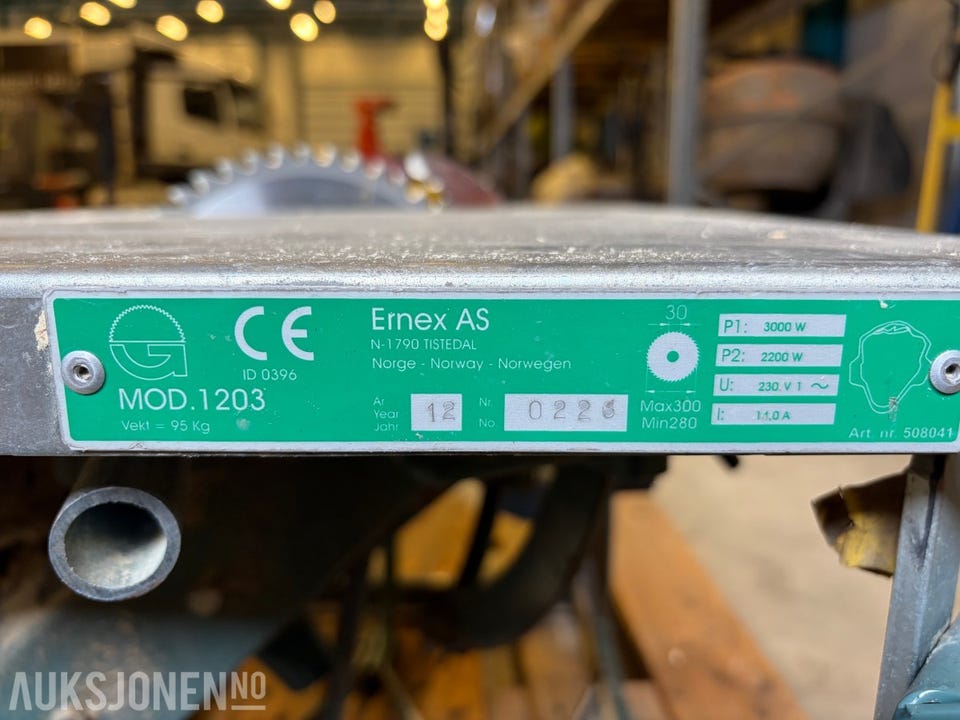 CE
ID 0396
MOD.1203
Vekt = 95 Kg
Ernex AS
N-1790 TISTEDAL
Norge - Norway - Norwegen
År
Year
Jahr
12
Nr.
No.
30
Max300
Min280
P1: 3000 W
P2: 2200 W
U: 230 V 1 ~
I: 11.0 A
Art. nr. 508041
AUKSJONEN NO